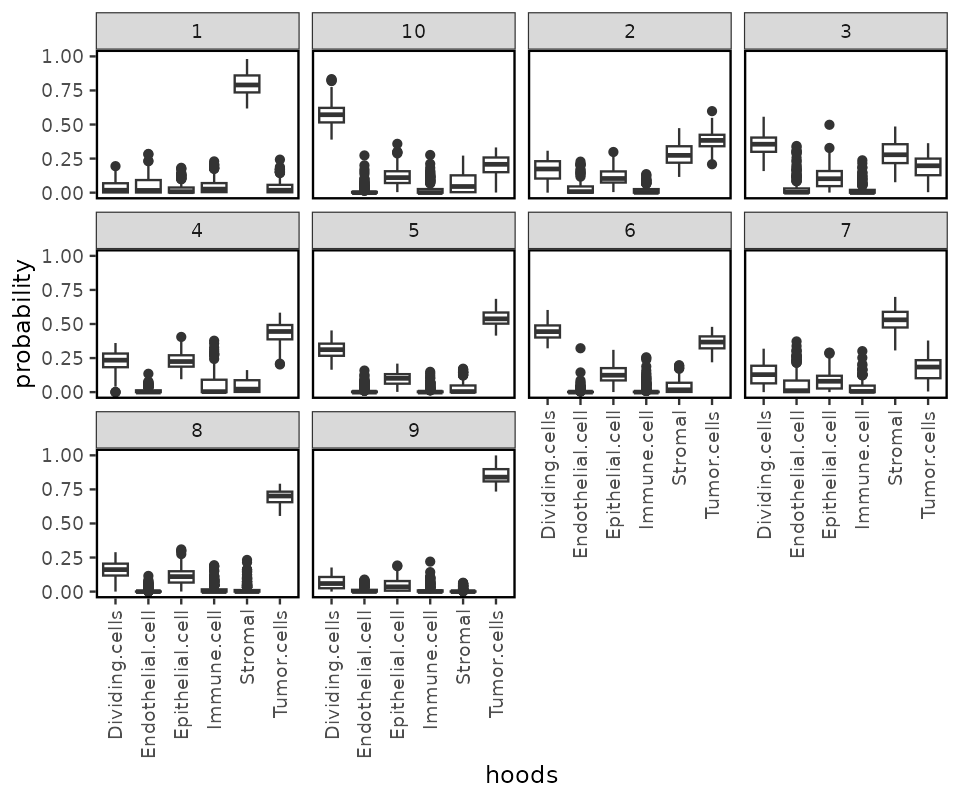 1 10 2 3
1.00
0.75
0.50
0.25
0.00
4 5 6 7
1.00
0.75
0.50
0.25
0.00
probability
8 9
1.00
0.75
0.50
0.25
0.00
Dividing.cells Endothelial.cell Epithelial.cell Immune.cell Stromal Tumor.cells
Dividing.cells Endothelial.cell Epithelial.cell Immune.cell Stromal Tumor.cells
Dividing.cells Endothelial.cell Epithelial.cell Immune.cell Stromal Tumor.cells
Dividing.cells Endothelial.cell Epithelial.cell Immune.cell Stromal Tumor.cells
hoods